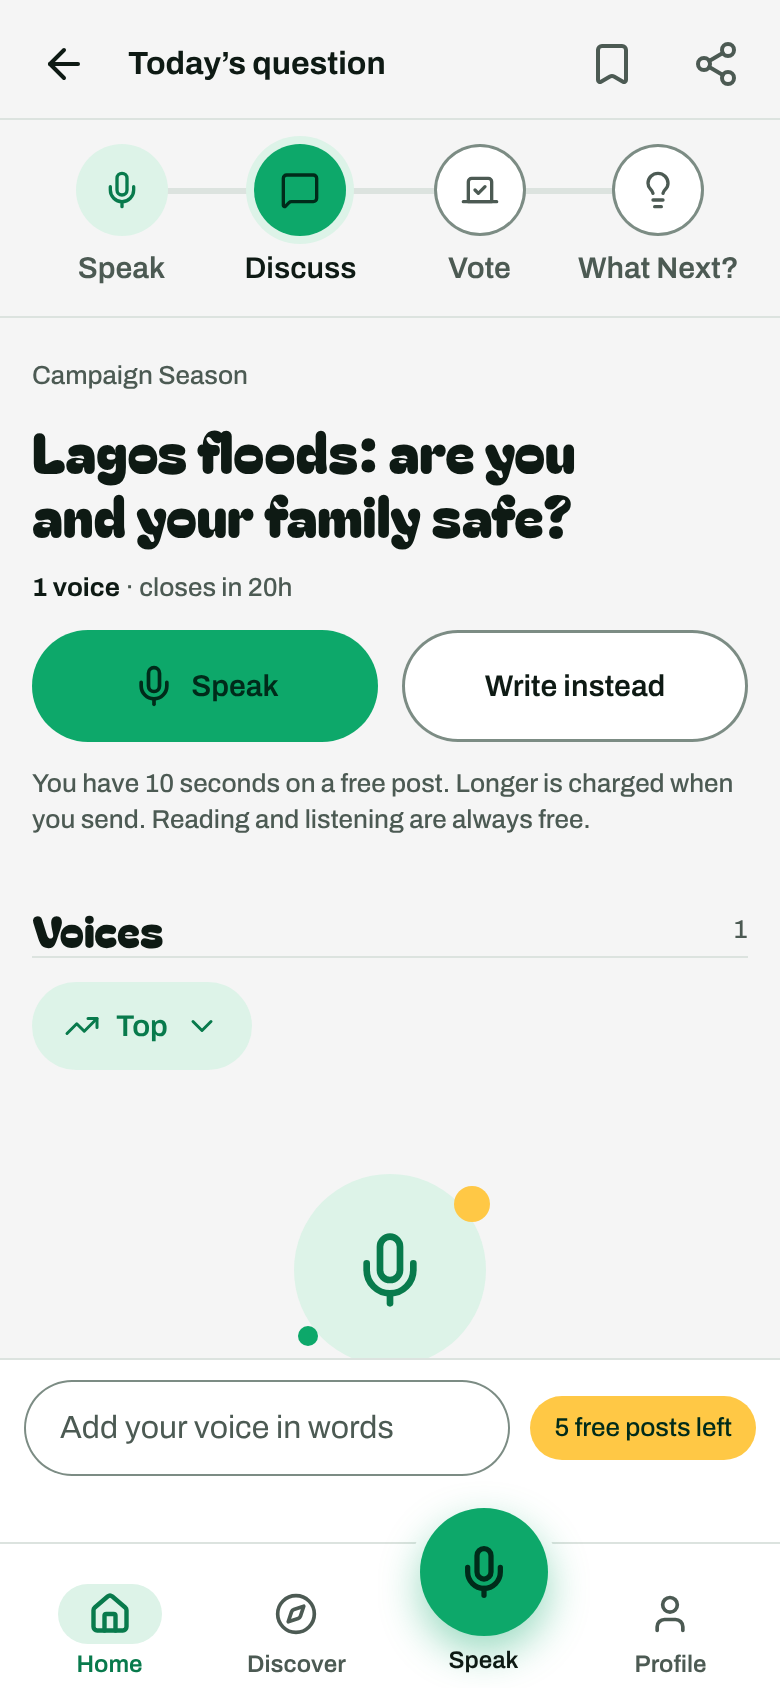 Today’s question
Speak
Discuss
Vote
What Next?
Campaign Season
Lagos floods: are you
and your family safe?
1 voice · closes in 20h
Speak
Write instead
You have 10 seconds on a free post. Longer is charged when
you send. Reading and listening are always free.
Voices
1
Top
Add your voice in words
5 free posts left
Home
Discover
Speak
Profile